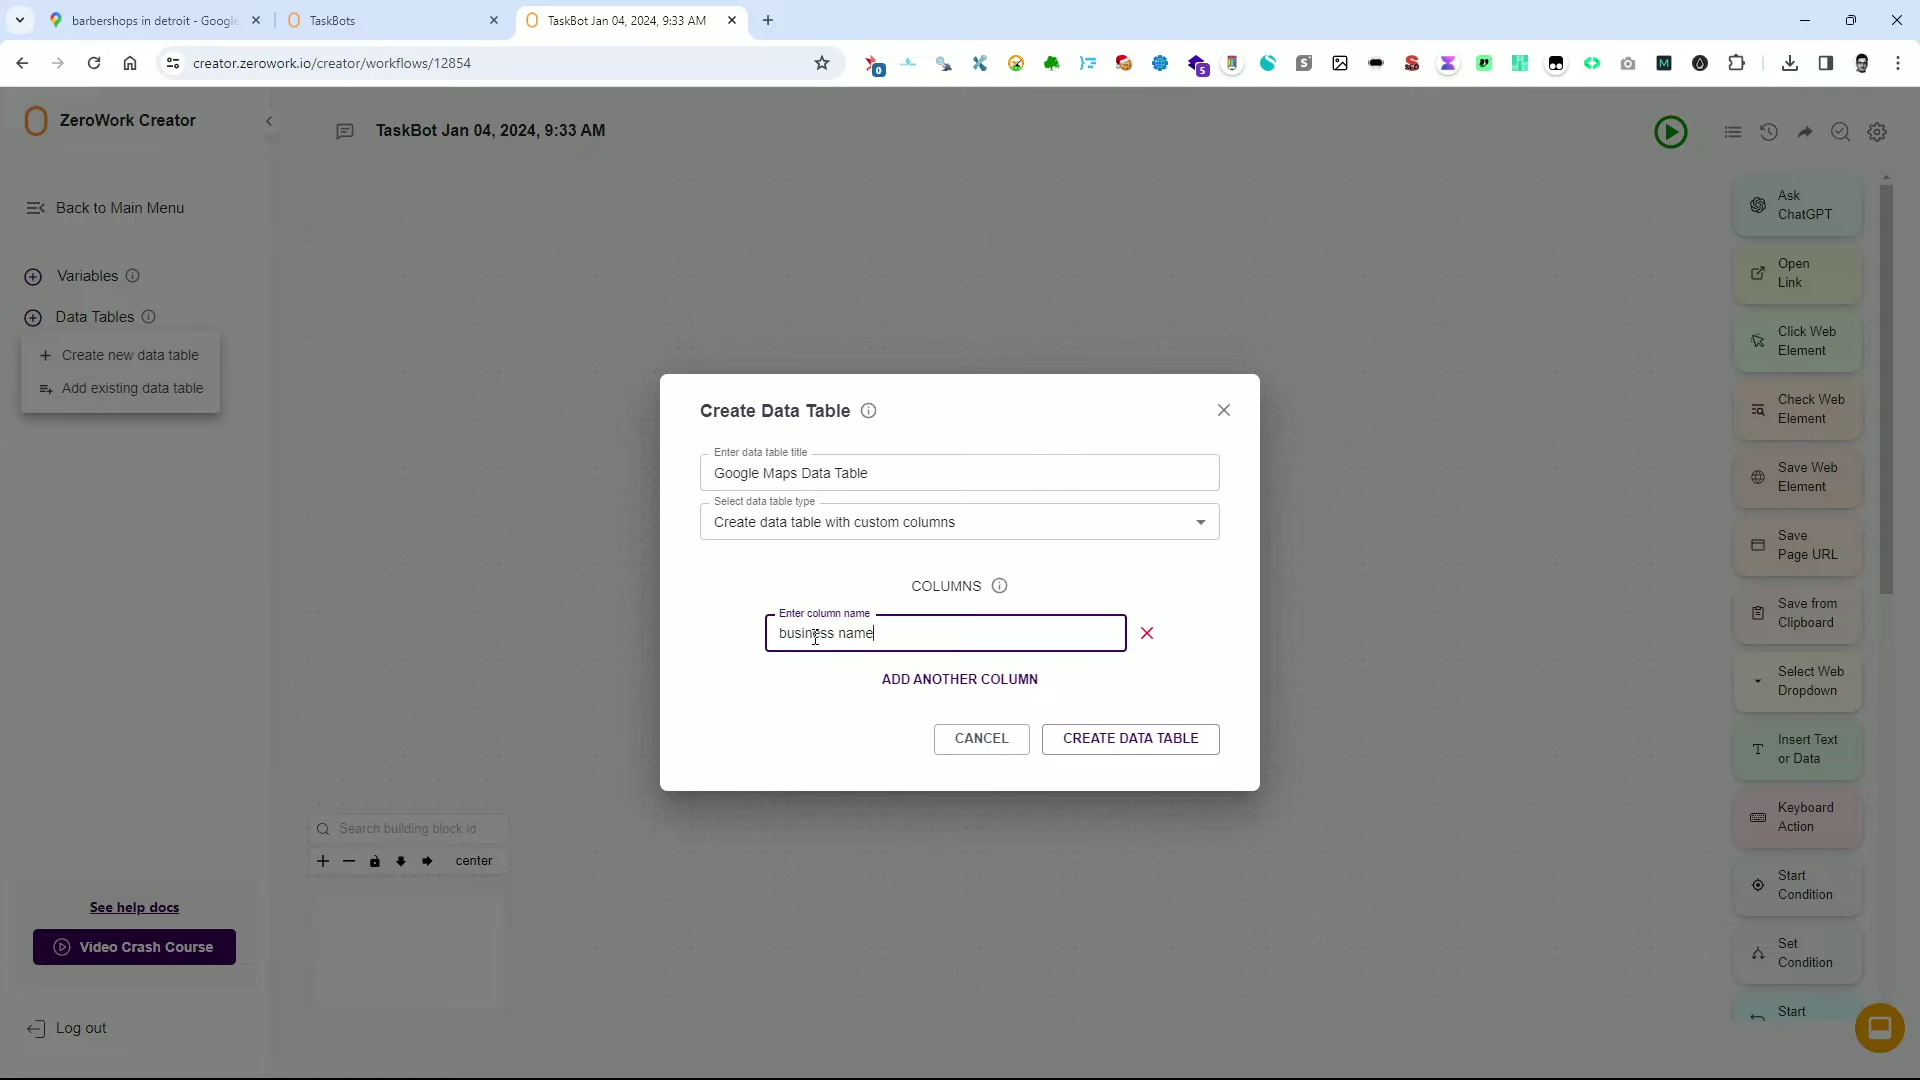 barbershops in detroit - Google
TaskBots
TaskBot Jan 04, 2024, 9:33 AM
creator.zerowork.io/creator/workflows/12854
0
5
ZeroWork Creator
TaskBot Jan 04, 2024, 9:33 AM
Back to Main Menu
Variables
Data Tables
Create new data table
Add existing data table
Create Data Table
Enter data table title
Google Maps Data Table
Select data table type
Create data table with custom columns
COLUMNS
Enter column name
business name
ADD ANOTHER COLUMN
CANCEL
CREATE DATA TABLE
Search building block id
center
See help docs
Video Crash Course
Log out
Ask
ChatGPT
Open
Link
Click Web
Element
Check Web
Element
Save Web
Element
Save
Page URL
Save from
Clipboard
Select Web
Dropdown
Insert Text
or Data
Keyboard
Action
Start
Condition
Set
Condition
Start